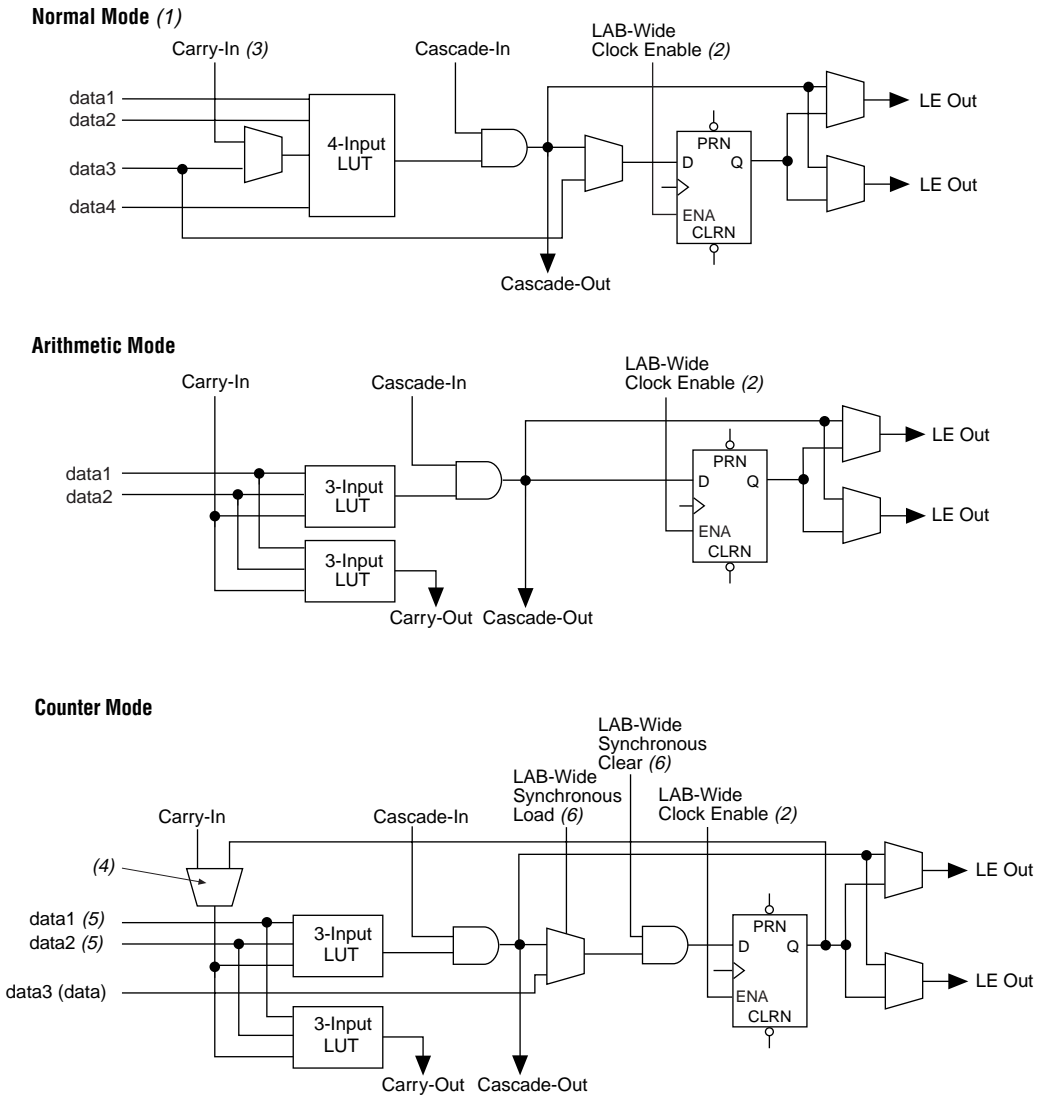 Normal Mode (1)
Carry-In (3)
Cascade-In
LAB-Wide
Clock Enable (2)
data1
data2
data3
data4
4-Input
LUT
PRN
D
Q
ENA
CLRN
LE Out
LE Out
Cascade-Out
Arithmetic Mode
Carry-In
Cascade-In
LAB-Wide
Clock Enable (2)
data1
data2
3-Input
LUT
3-Input
LUT
PRN
D
Q
ENA
CLRN
LE Out
LE Out
Carry-Out
Cascade-Out
Counter Mode
Carry-In
Cascade-In
LAB-Wide
Synchronous
Load (6)
LAB-Wide
Synchronous
Clear (6)
LAB-Wide
Clock Enable (2)
(4)
data1 (5)
data2 (5)
data3 (data)
3-Input
LUT
3-Input
LUT
PRN
D
Q
ENA
CLRN
LE Out
LE Out
Carry-Out
Cascade-Out